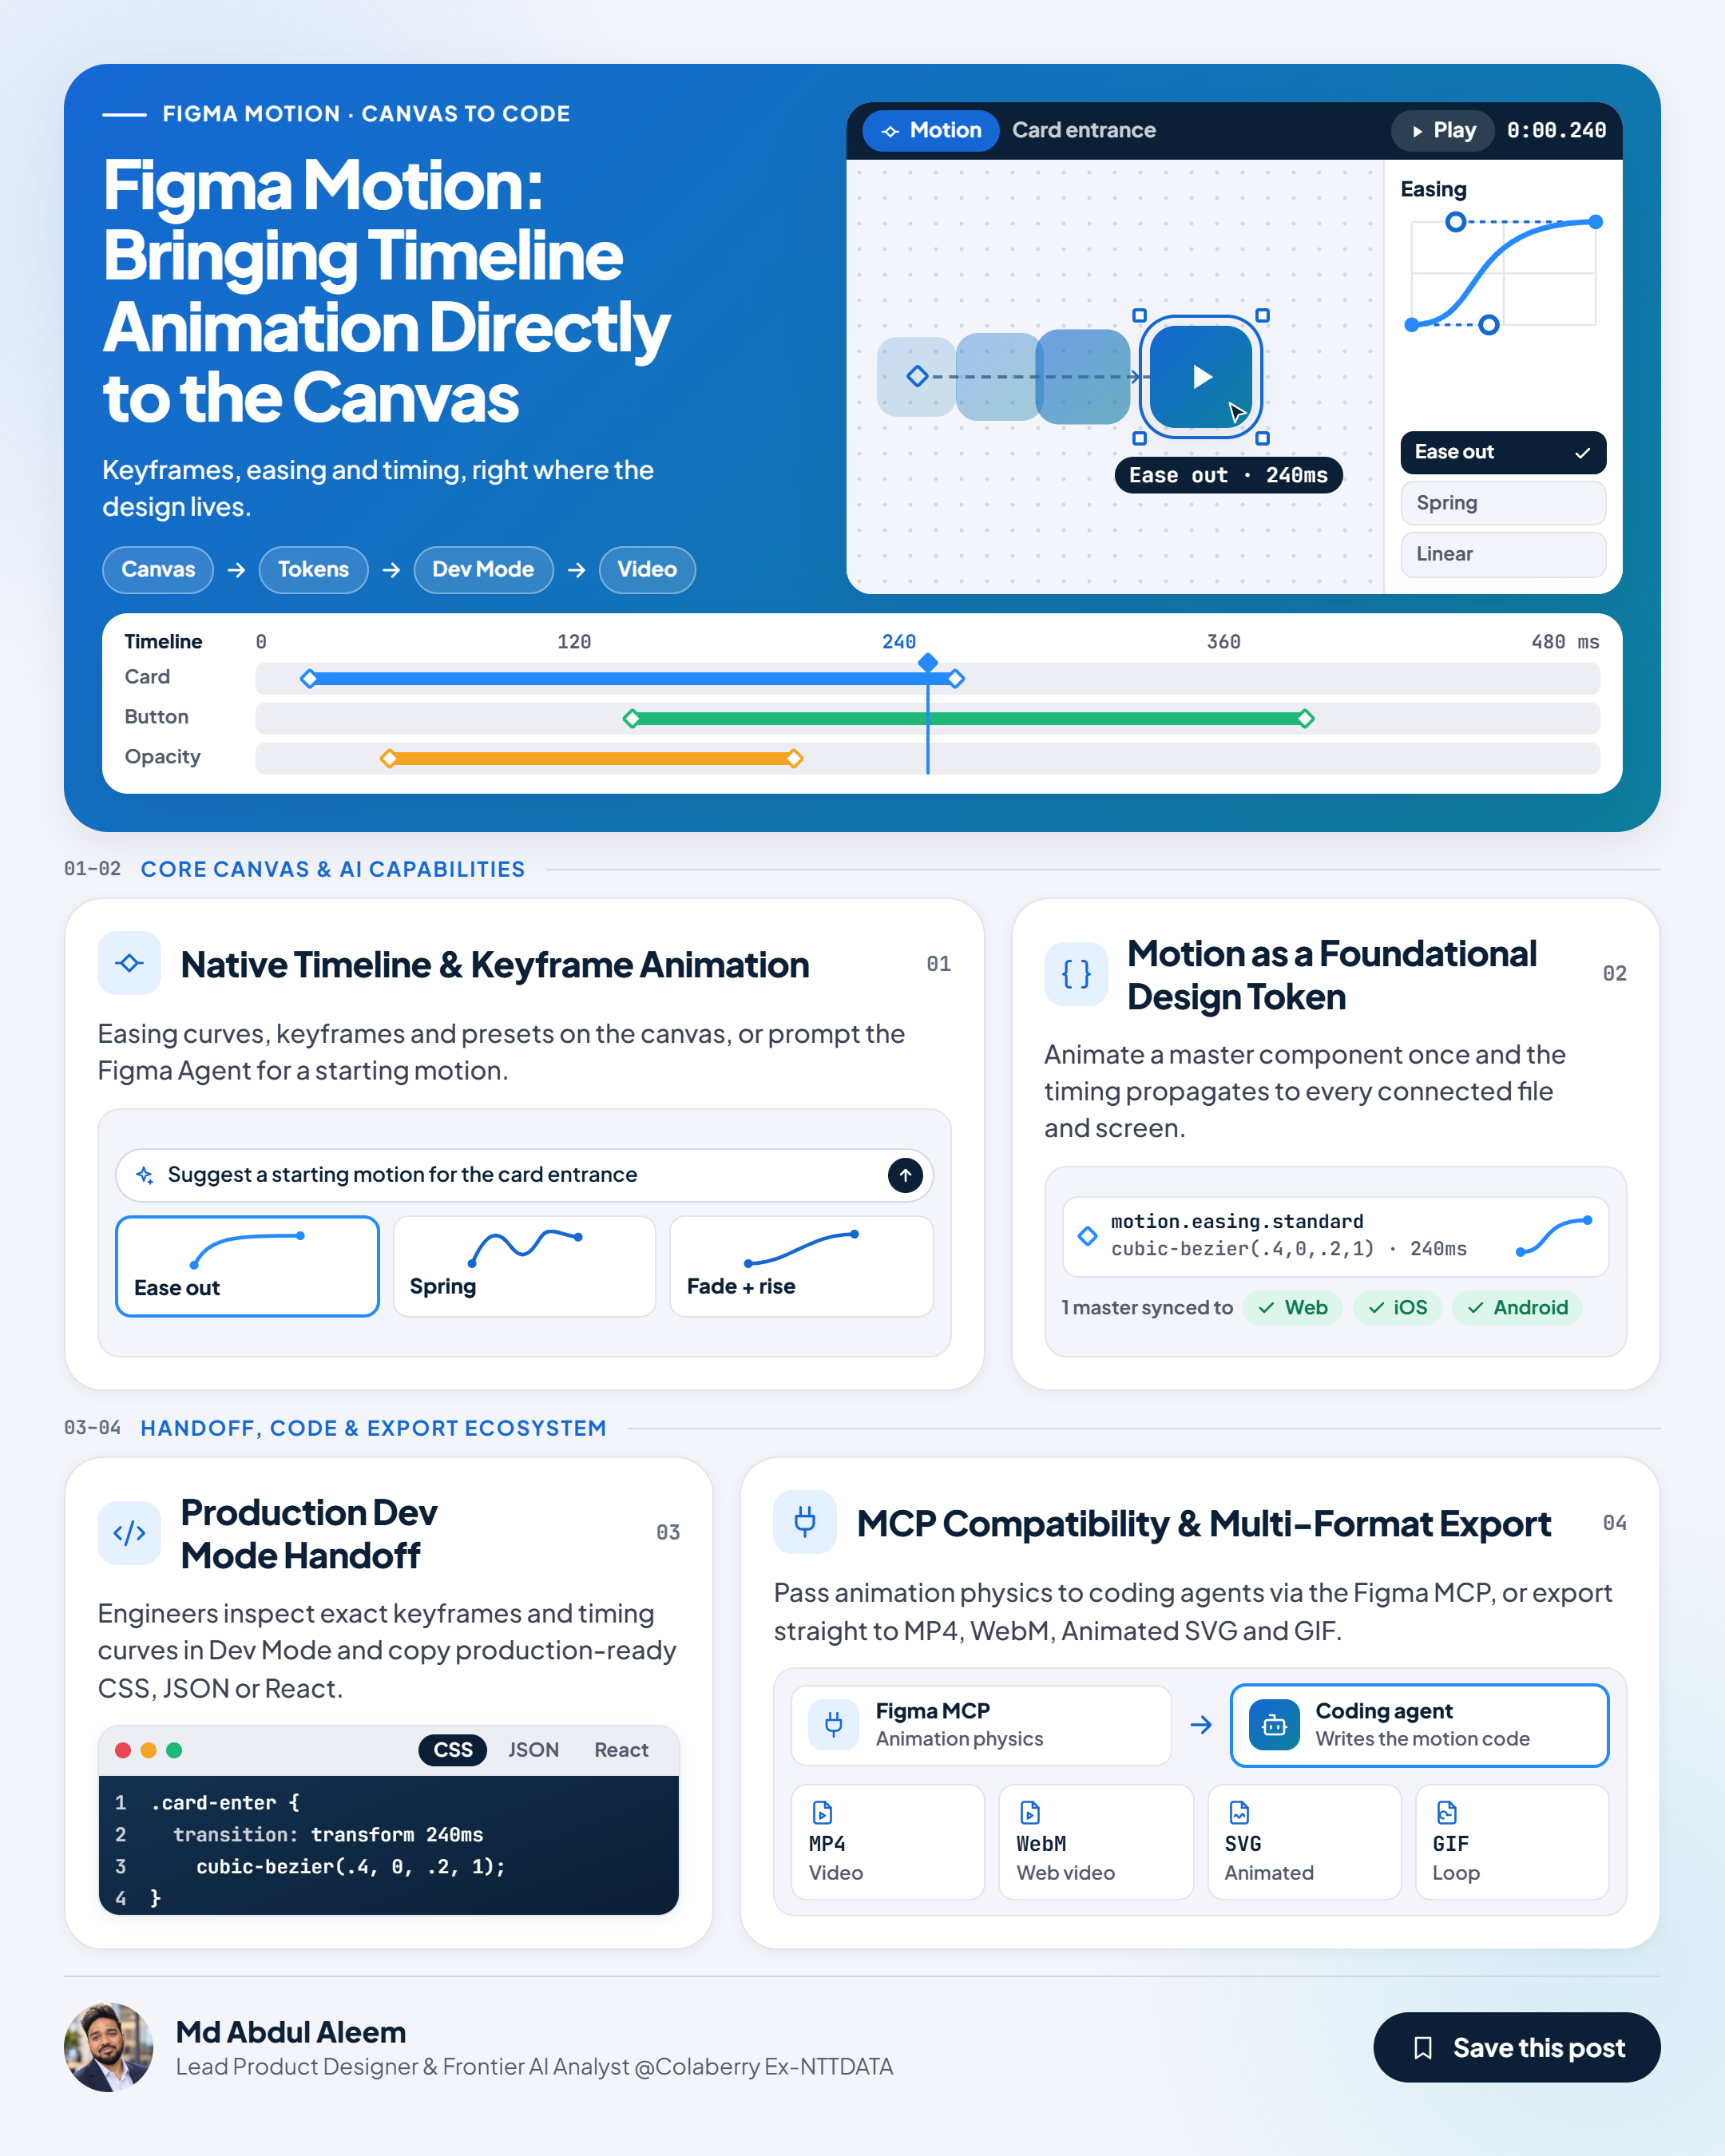 FIGMA MOTION · CANVAS TO CODE
Figma Motion:
Bringing Timeline
Animation Directly
to the Canvas
Keyframes, easing and timing, right where the
design lives.
Canvas → Tokens → Dev Mode → Video
Motion Card entrance Play 0:00.240
Easing
Ease out
Spring
Linear
Ease out · 240ms
Timeline 0 120 240 360 480 ms
Card
Button
Opacity
01–02 CORE CANVAS & AI CAPABILITIES
Native Timeline & Keyframe Animation 01
Easing curves, keyframes and presets on the canvas, or prompt the
Figma Agent for a starting motion.
Suggest a starting motion for the card entrance
Ease out Spring Fade + rise
Motion as a Foundational
Design Token
02
Animate a master component once and the
timing propagates to every connected file
and screen.
motion.easing.standard
cubic-bezier(.4,0,.2,1) · 240ms
1 master synced to Web iOS Android
03–04 HANDOFF, CODE & EXPORT ECOSYSTEM
Production Dev
Mode Handoff
03
Engineers inspect exact keyframes and timing
curves in Dev Mode and copy production-ready
CSS, JSON or React.
CSS JSON React
1 .card-enter {
2 transition: transform 240ms
3 cubic-bezier(.4, 0, .2, 1);
4 }
MCP Compatibility & Multi-Format Export 04
Pass animation physics to coding agents via the Figma MCP, or export
straight to MP4, WebM, Animated SVG and GIF.
Figma MCP
Animation physics
→
Coding agent
Writes the motion code
MP4
Video
WebM
Web video
SVG
Animated
GIF
Loop
Md Abdul Aleem
Lead Product Designer & Frontier AI Analyst @Colaberry Ex-NTTDATA
Save this post